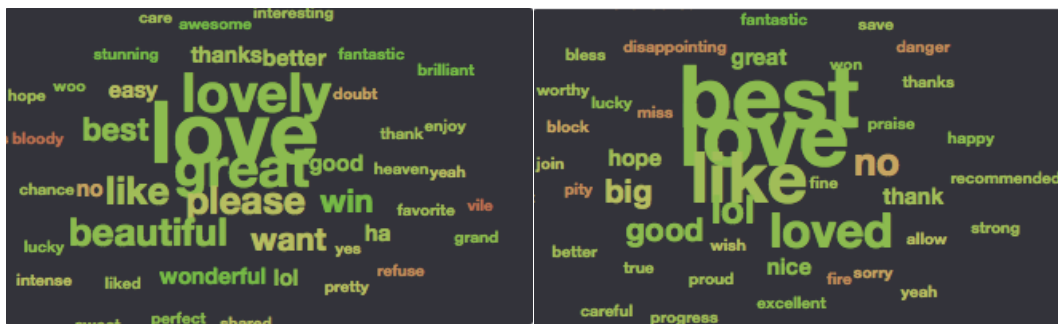 care interesting
awesome
stunning thanks better fantastic
brilliant
hope woo easy lovely doubt
bloody best love thank enjoy
great good heaven yeah
chance no like please win favorite vile
lucky beautiful want yes ha grand
intense liked wonderful lol pretty refuse
perfect shared
fantastic save
bless disappointing great won danger
worthy lucky miss best thanks
block love praise happy
join hope like fine no recommended
pity big lol thank
good wish loved allow strong
better true proud nice fire sorry
yeah
careful progress excellent